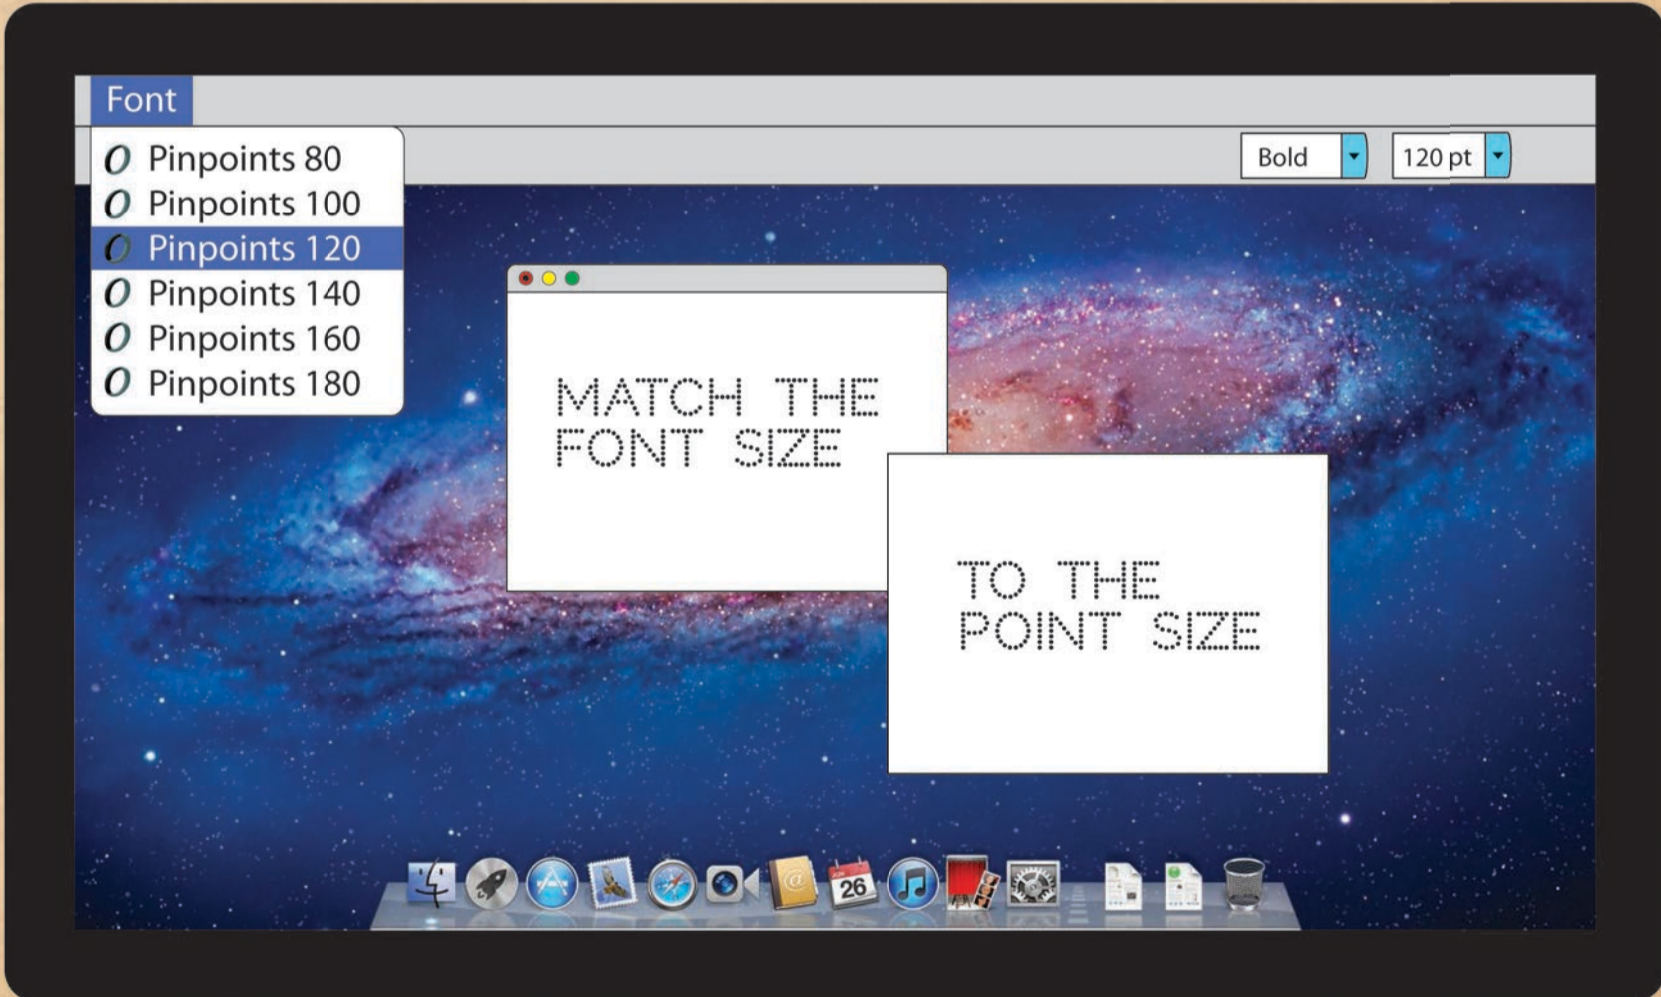 Font
Bold
120 pt
Pinpoints 80
Pinpoints 100
Pinpoints 120
Pinpoints 140
Pinpoints 160
Pinpoints 180
MATCH THE
FONT SIZE
TO THE
POINT SIZE
JUN
26
@